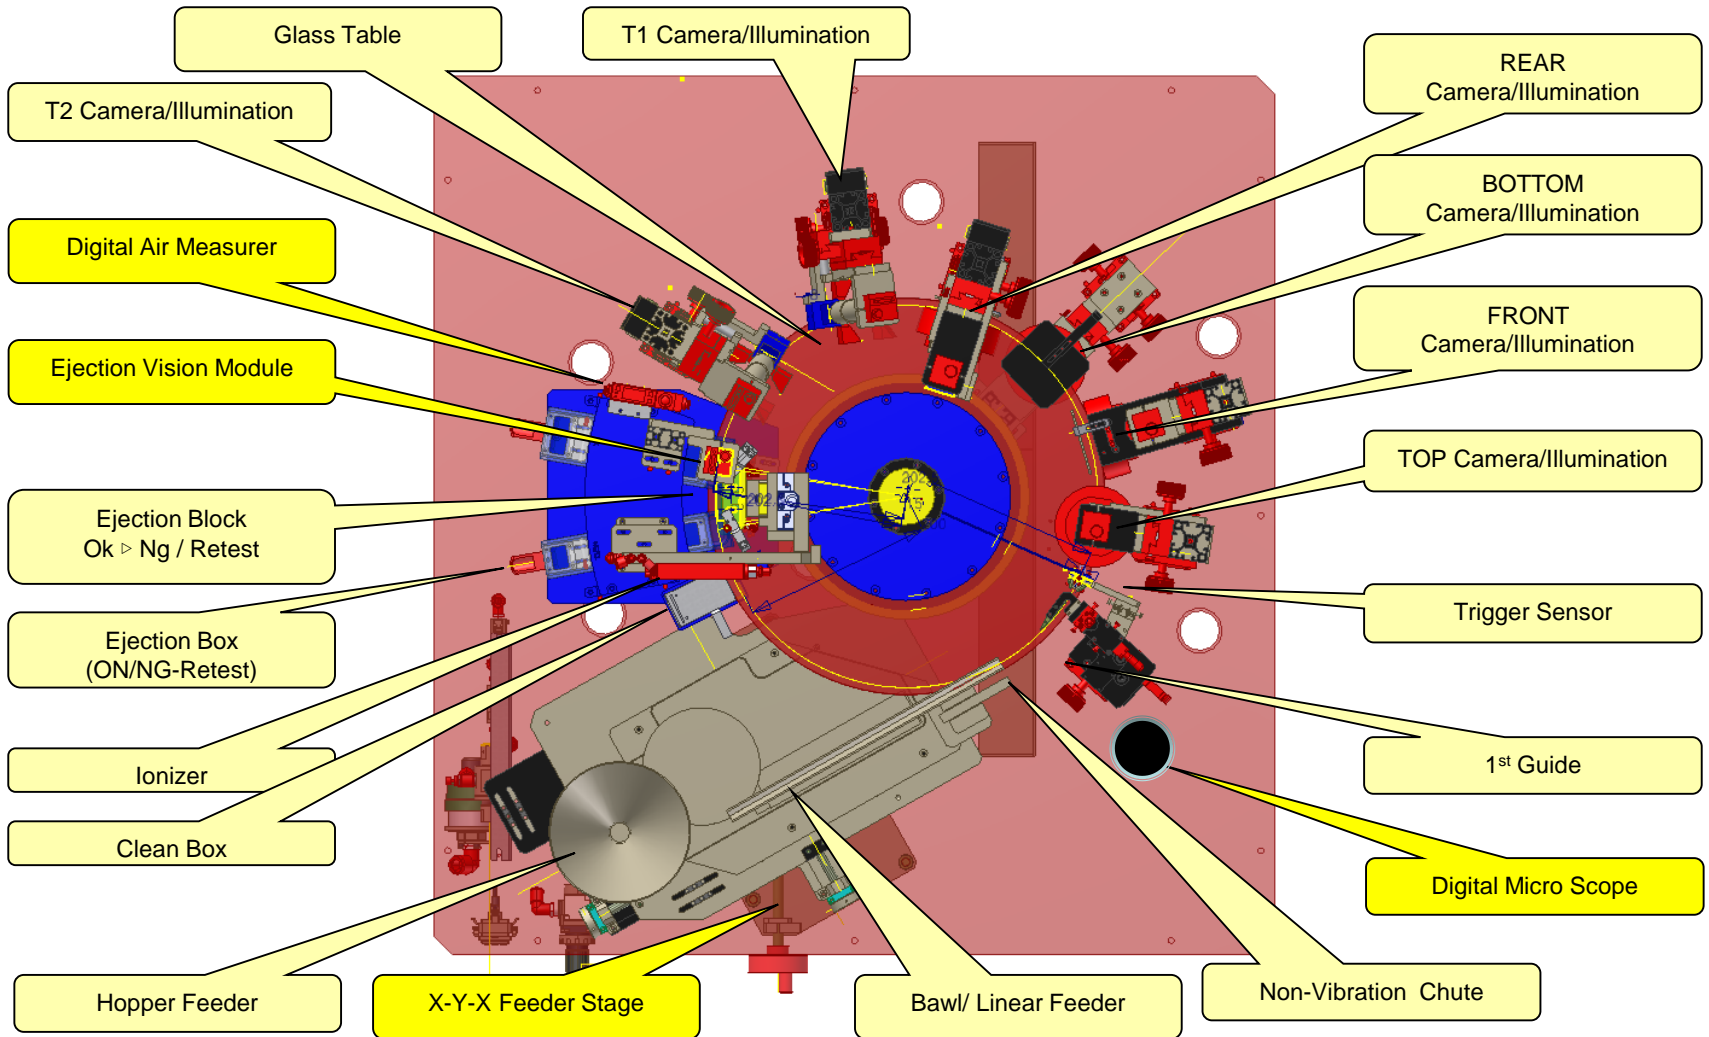 Glass Table
T1 Camera/Illumination
REAR
Camera/Illumination
T2 Camera/Illumination
BOTTOM
Camera/Illumination
Digital Air Measurer
FRONT
Camera/Illumination
Ejection Vision Module
TOP Camera/Illumination
Ejection Block
Ok ▷ Ng / Retest
Trigger Sensor
Ejection Box
(ON/NG-Retest)
1st Guide
Ionizer
Clean Box
Digital Micro Scope
Hopper Feeder
X-Y-X Feeder Stage
Bawl/ Linear Feeder
Non-Vibration Chute